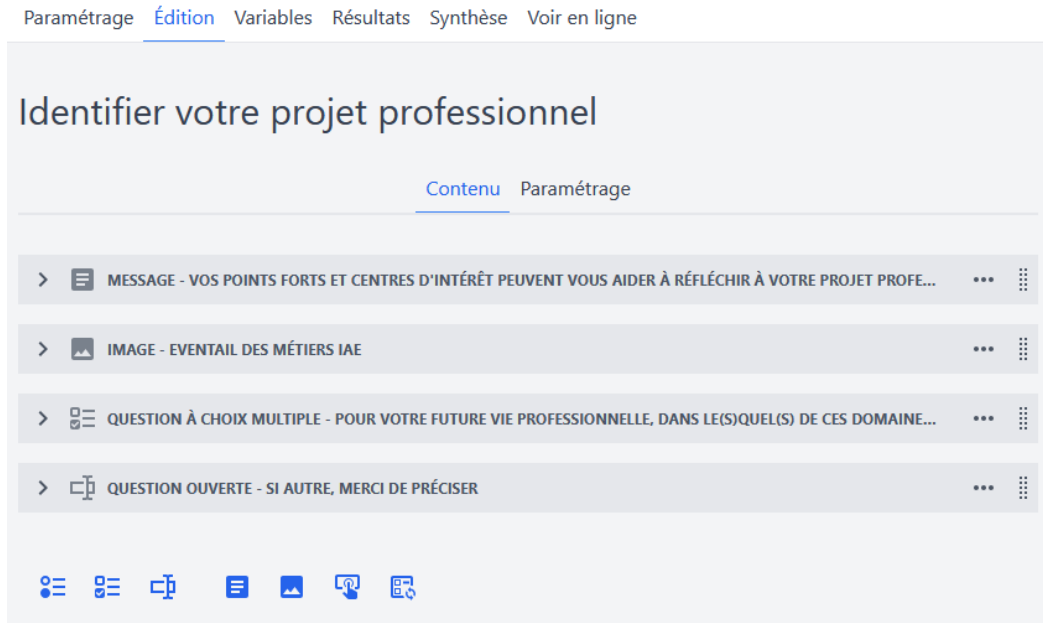 Paramétrage Édition Variables Résultats Synthèse Voir en ligne
Identifier votre projet professionnel
Contenu Paramétrage
MESSAGE - VOS POINTS FORTS ET CENTRES D'INTÉRÊT PEUVENT VOUS AIDER À RÉFLÉCHIR À VOTRE PROJET PROFE...
IMAGE - EVENTAIL DES MÉTIERS IAE
QUESTION À CHOIX MULTIPLE - POUR VOTRE FUTURE VIE PROFESSIONNELLE, DANS LE(S)QUEL(S) DE CES DOMAINE...
QUESTION OUVERTE - SI AUTRE, MERCI DE PRÉCISER